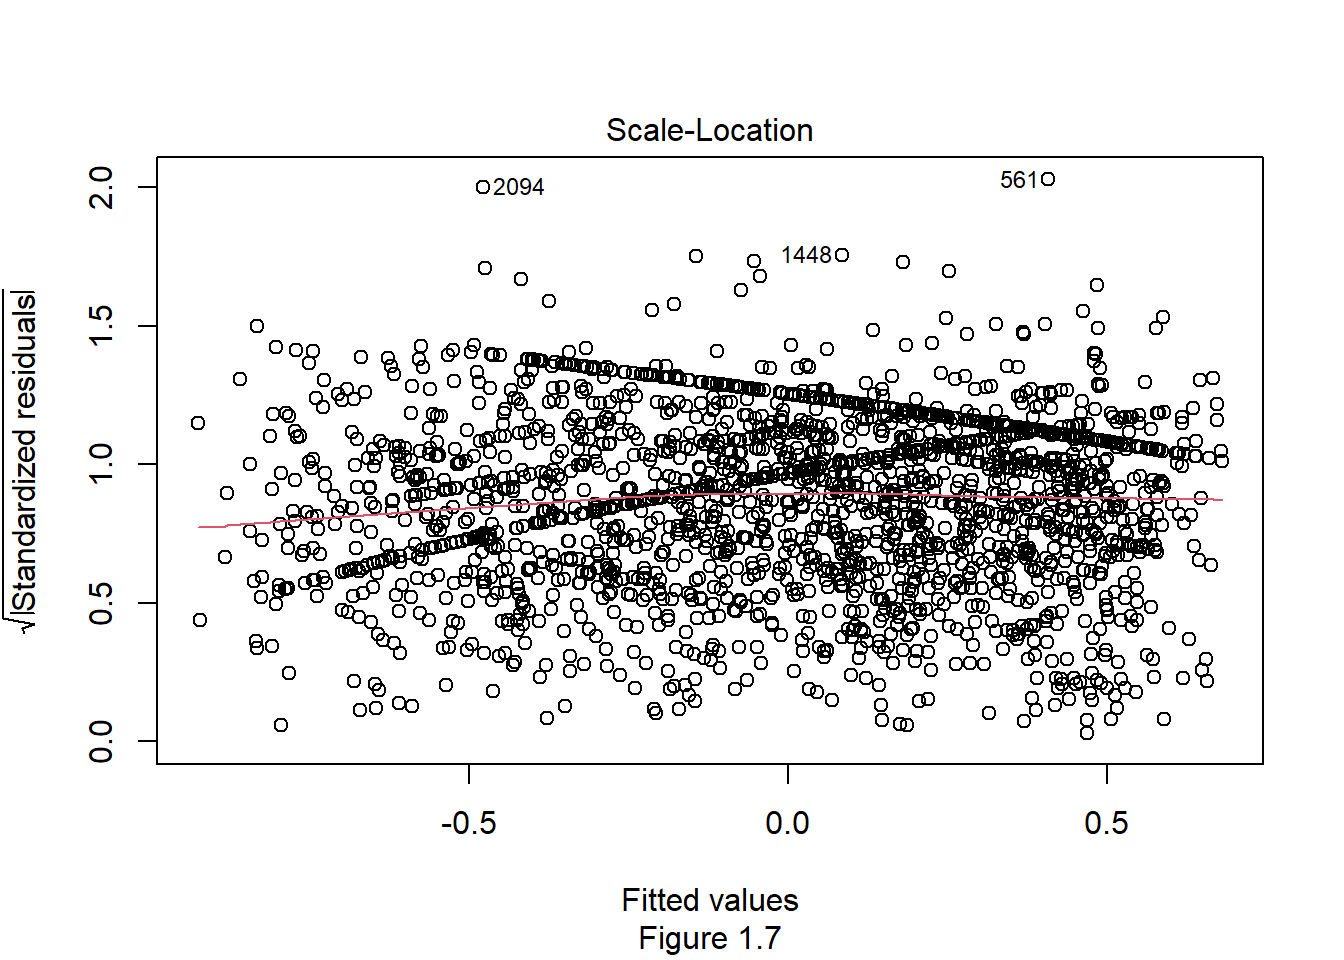 Scale-Location
√|Standardized residuals|
2.0
1.5
1.0
0.5
0.0
2094
561
1448
-0.5
0.0
0.5
Fitted values
Figure 1.7